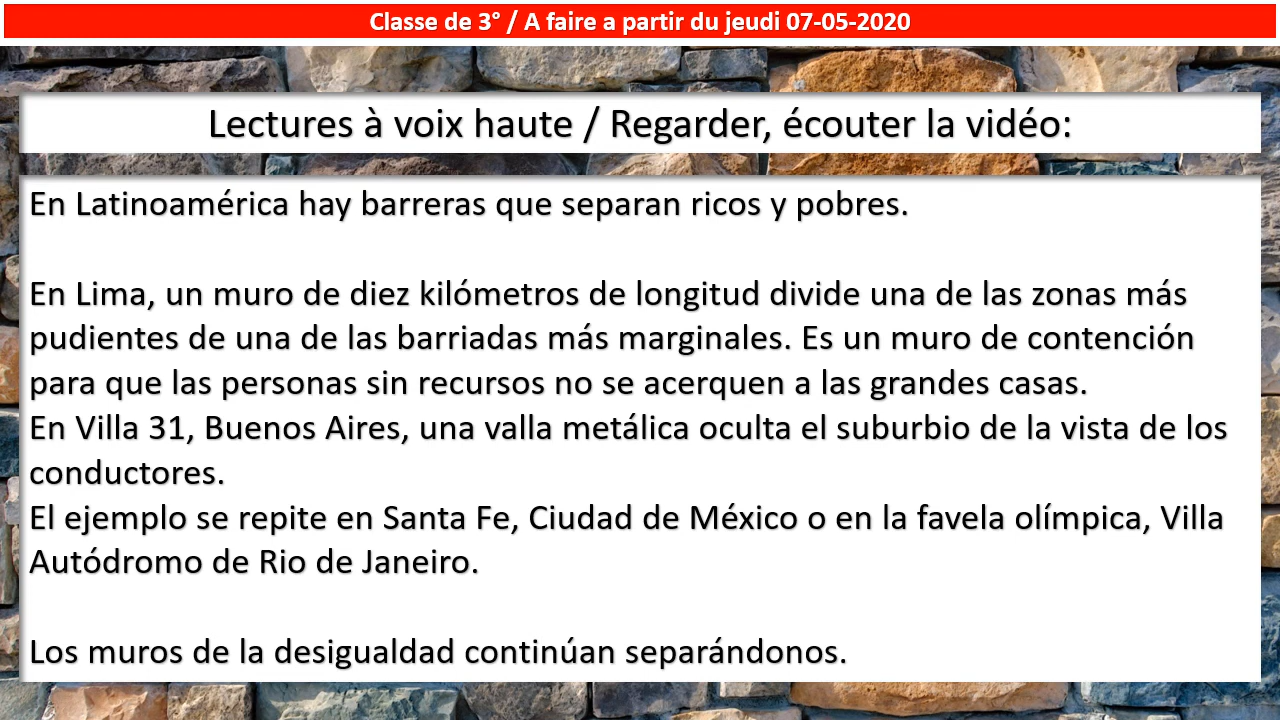 Classe de 3° / A faire a partir du jeudi 07-05-2020
Lectures à voix haute / Regarder, écouter la vidéo:
En Latinoamérica hay barreras que separan ricos y pobres.
En Lima, un muro de diez kilómetros de longitud divide una de las zonas más
pudientes de una de las barriadas más marginales. Es un muro de contención
para que las personas sin recursos no se acerquen a las grandes casas.
En Villa 31, Buenos Aires, una valla metálica oculta el suburbio de la vista de los
conductores.
El ejemplo se repite en Santa Fe, Ciudad de México o en la favela olímpica, Villa
Autódromo de Rio de Janeiro.
Los muros de la desigualdad continúan separándonos.